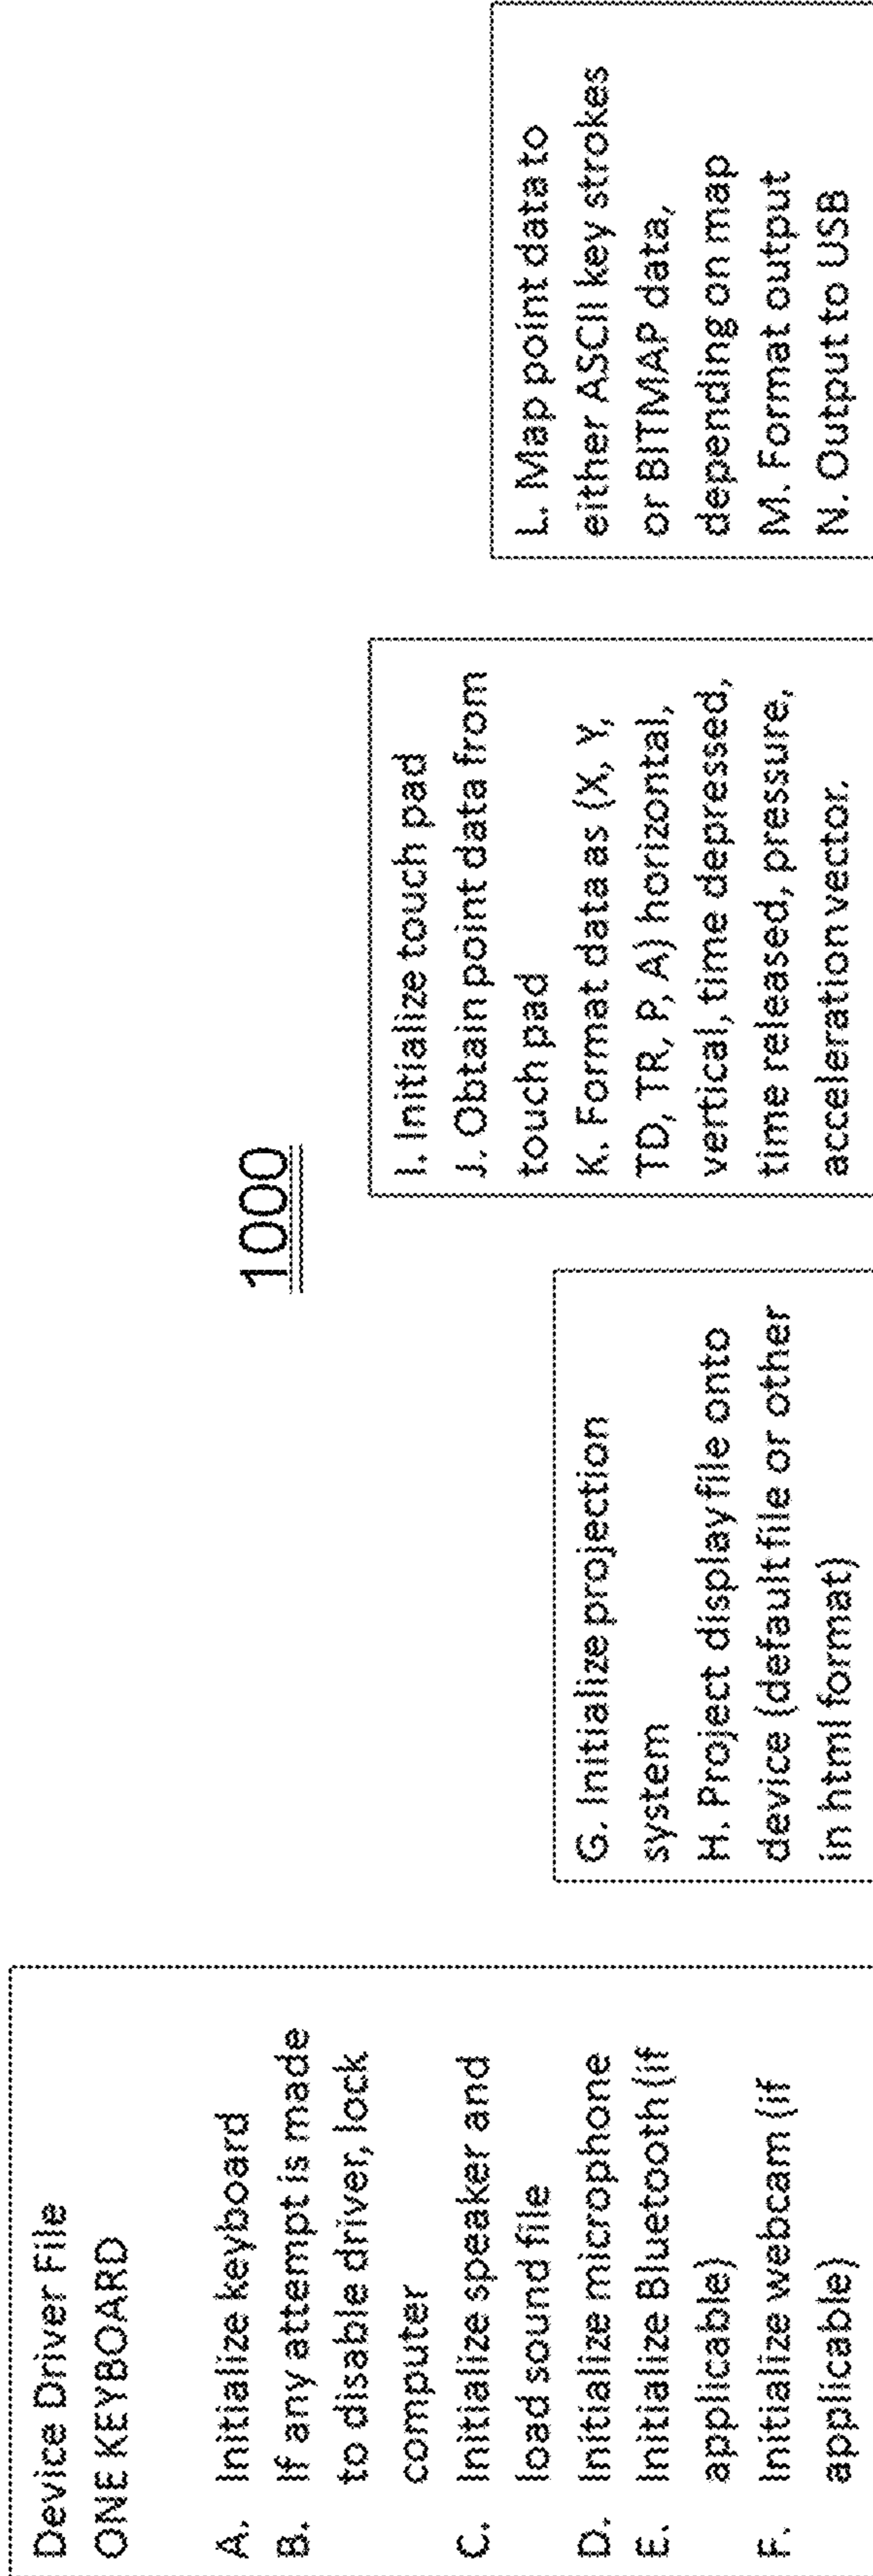 1000
Device Driver File
ONE KEYBOARD
A. Initialize keyboard
B. If any attempt is made
to disable driver, lock
computer
C. Initialize speaker and
load sound file
D. Initialize microphone
E. Initialize Bluetooth (if
applicable)
F. Initialize webcam (if
applicable)
G. Initialize projection
system
H. Project display file onto
device (default file or other
in html format)
I. Initialize touch pad
J. Obtain point data from
touch pad
K. Format data as (X, Y,
TD, TR, P, A) horizontal,
vertical, time depressed,
time released, pressure,
acceleration vector.
L. Map point data to
either ASCII key strokes
or BITMAP data,
depending on map
M. Format output
N. Output to USB